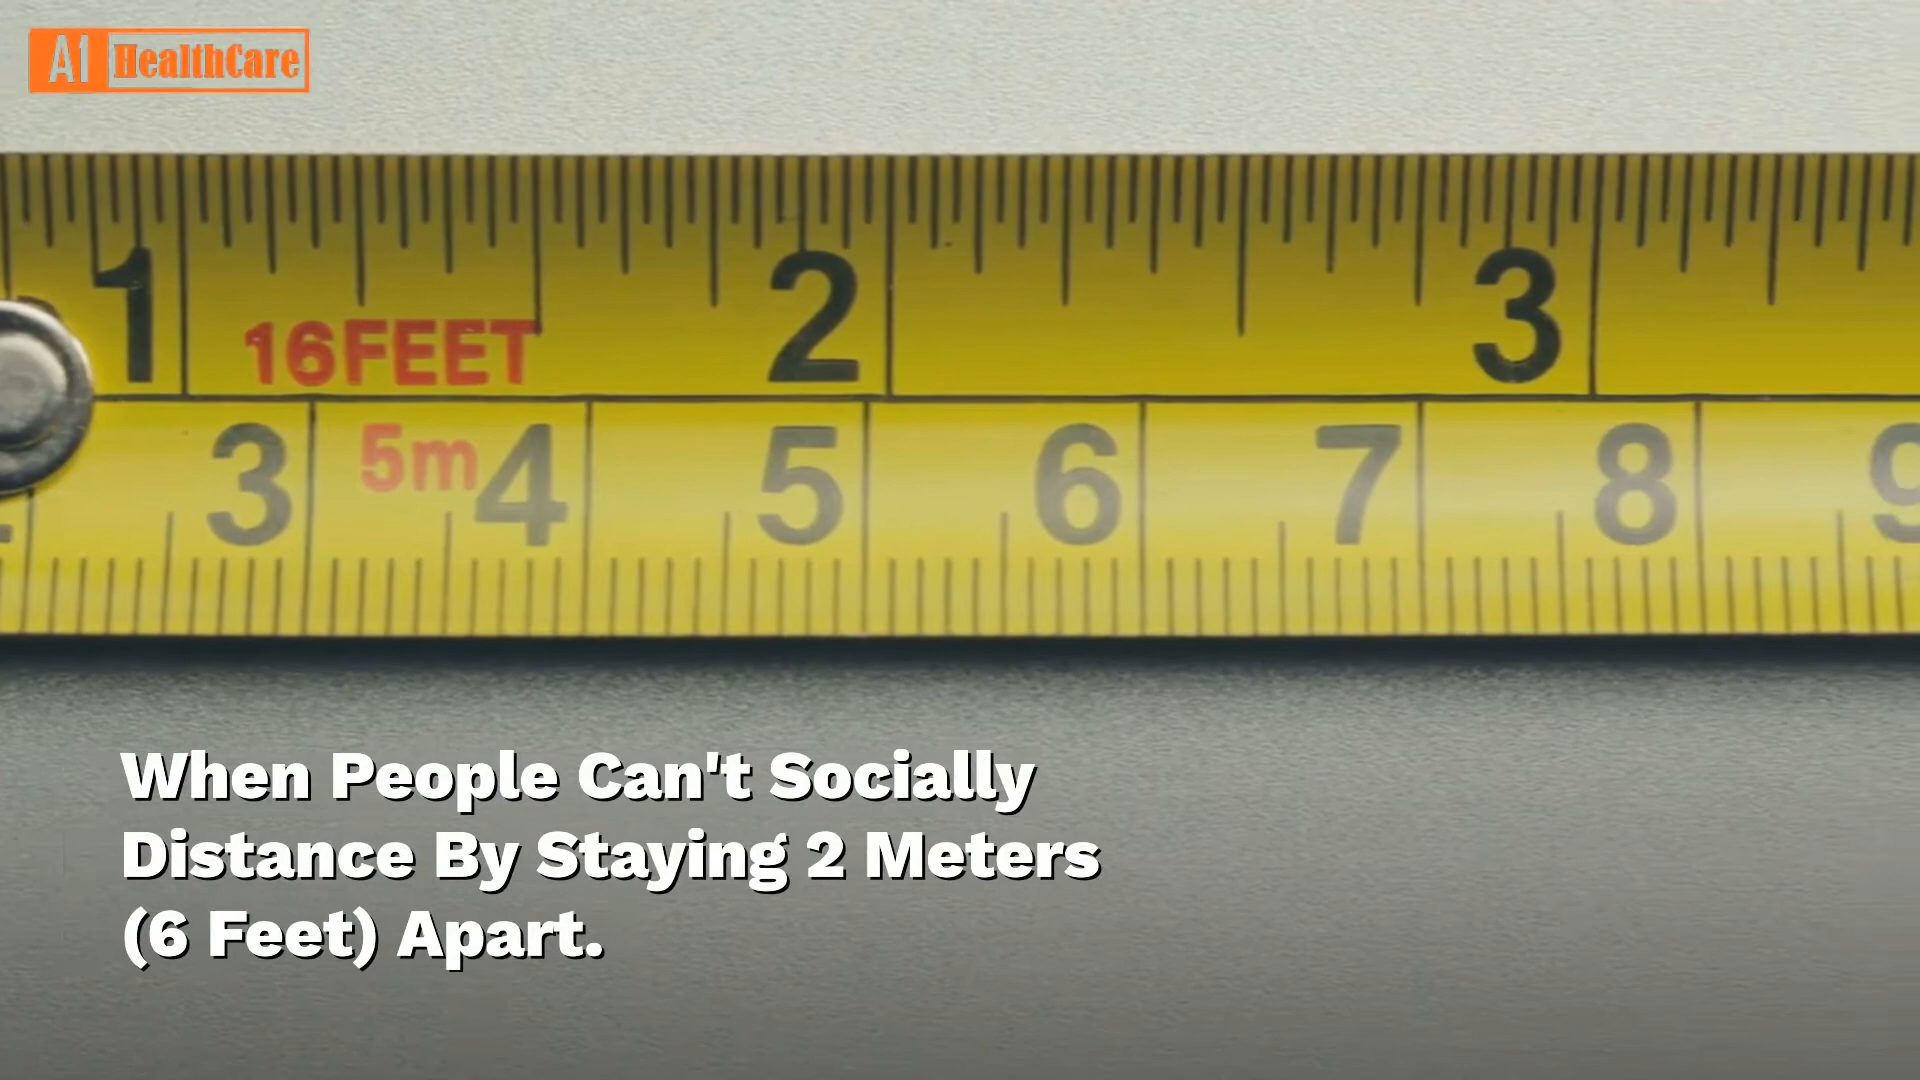 A1 HealthCare
1 2 3
16FEET
5m
3 4 5 6 7 8 9
When People Can't Socially
Distance By Staying 2 Meters
(6 Feet) Apart.